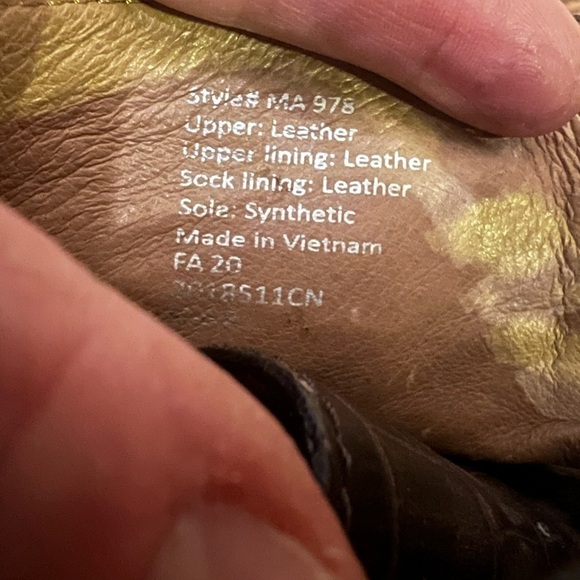 Style# MA 978
Upper: Leather
Upper lining: Leather
Sock lining: Leather
Sole: Synthetic
Made in Vietnam
FA 20